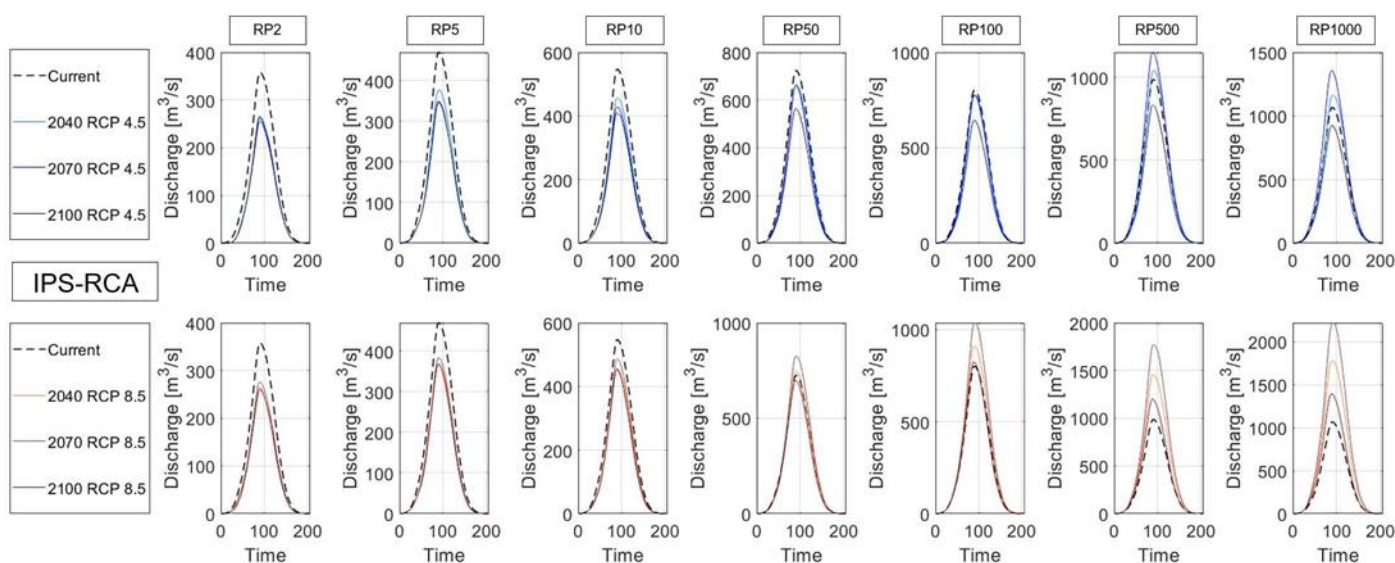 RP2 RP5 RP10 RP50 RP100 RP500 RP1000
Current
2040 RCP 4.5
2070 RCP 4.5
2100 RCP 4.5
Discharge [m³/s]
400
300
200
100
0
0 100 200
Time
Discharge [m³/s]
400
300
200
100
0
0 100 200
Time
Discharge [m³/s]
600
400
200
0
0 100 200
Time
Discharge [m³/s]
800
600
400
200
0
0 100 200
Time
Discharge [m³/s]
1000
500
0
0 100 200
Time
Discharge [m³/s]
1000
500
0
0 100 200
Time
Discharge [m³/s]
1500
1000
500
0
0 100 200
Time
IPS-RCA
Current
2040 RCP 8.5
2070 RCP 8.5
2100 RCP 8.5
Discharge [m³/s]
400
300
200
100
0
0 100 200
Time
Discharge [m³/s]
400
300
200
100
0
0 100 200
Time
Discharge [m³/s]
600
400
200
0
0 100 200
Time
Discharge [m³/s]
1000
500
0
0 100 200
Time
Discharge [m³/s]
1000
500
0
0 100 200
Time
Discharge [m³/s]
2000
1500
1000
500
0
0 100 200
Time
Discharge [m³/s]
2000
1500
1000
500
0
0 100 200
Time